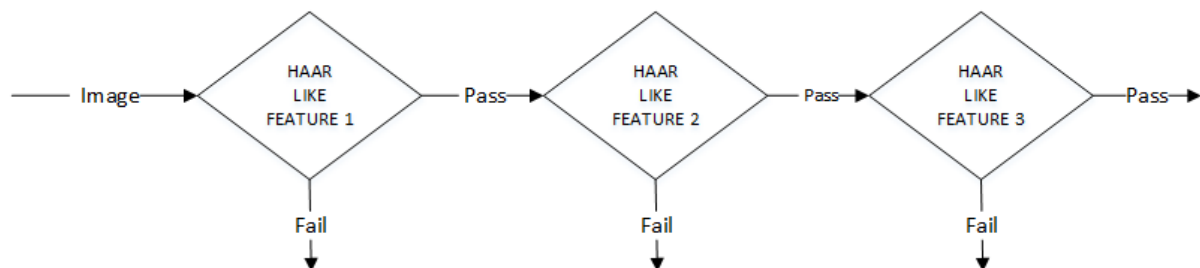 Image
HAAR
LIKE
FEATURE 1
Pass
HAAR
LIKE
FEATURE 2
Pass
HAAR
LIKE
FEATURE 3
Pass
Fail
Fail
Fail